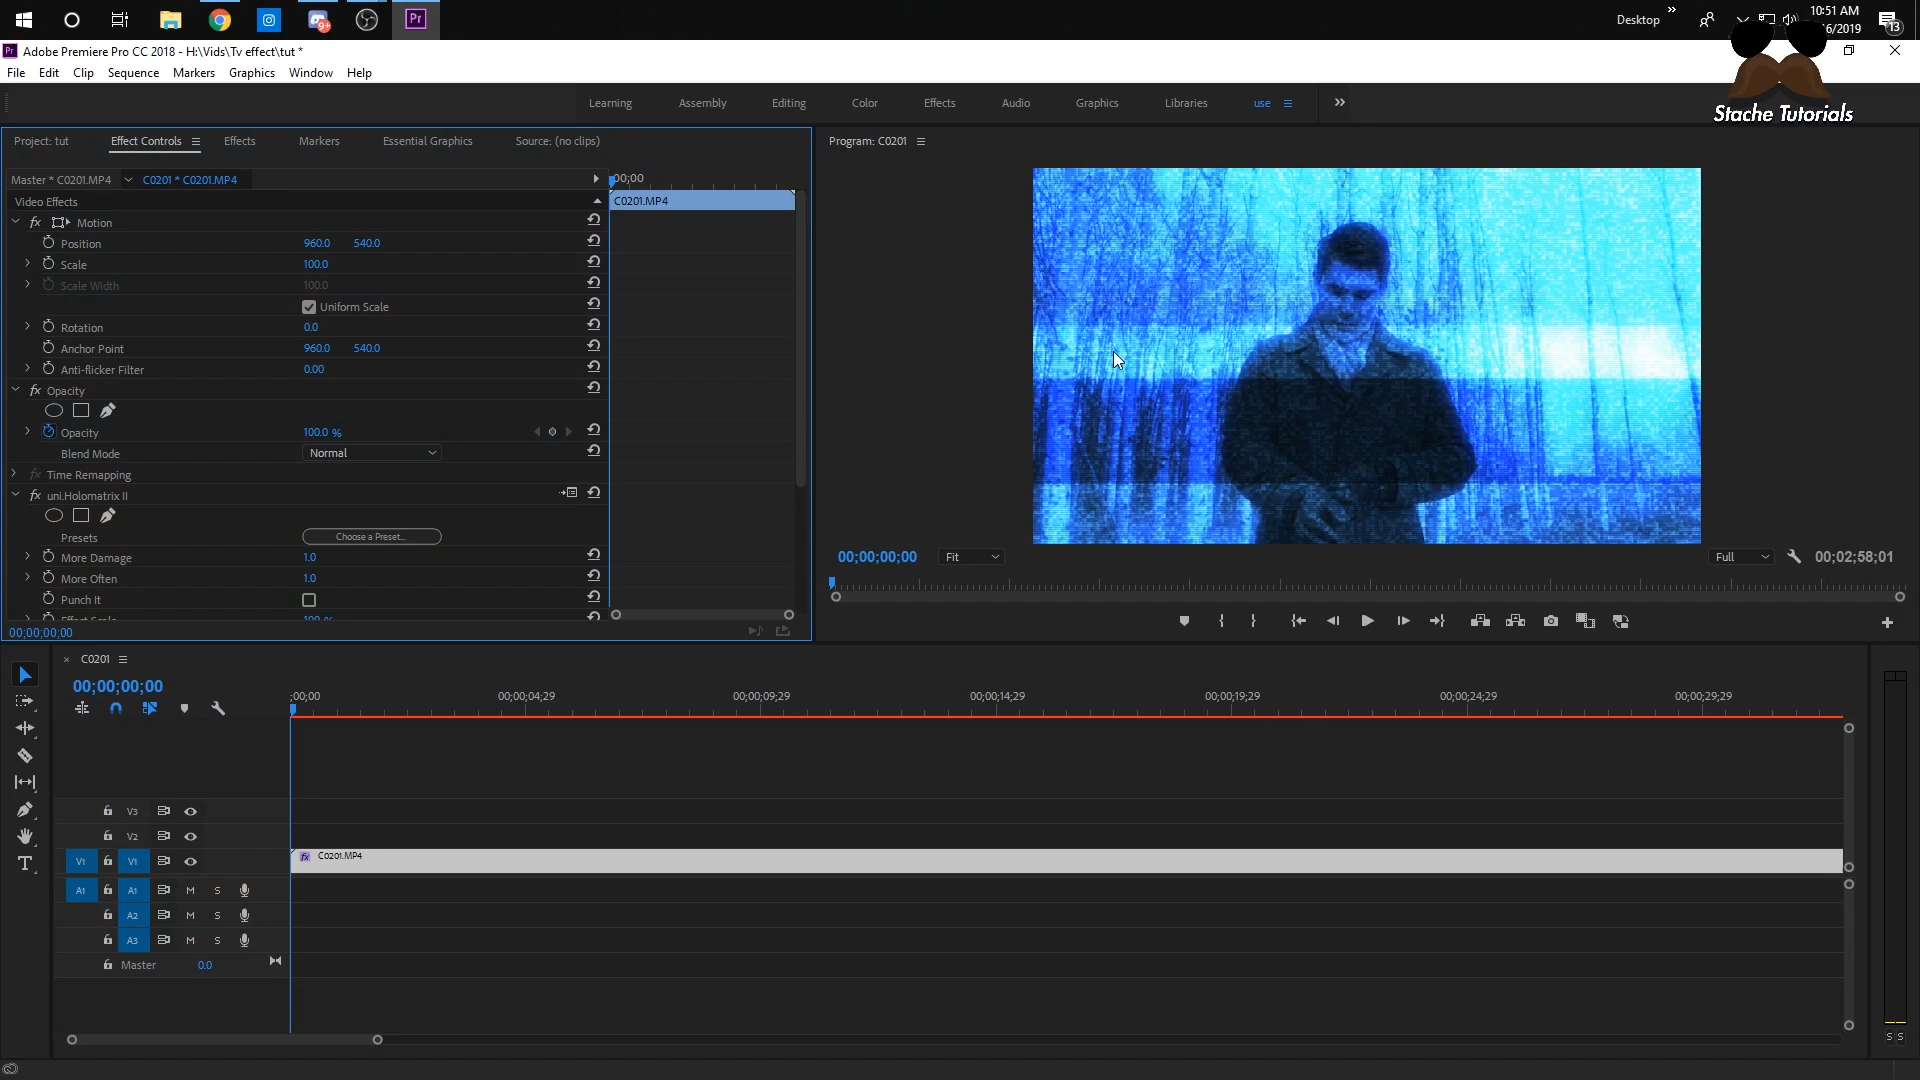 Desktop
10:51 AM
6/2019
13
9+
Pr
Adobe Premiere Pro CC 2018 - H:\Vids\Tv effect\tut *
File Edit Clip Sequence Markers Graphics Window Help
Learning Assembly Editing Color Effects Audio Graphics Libraries use
Stache Tutorials
Project: tut Effect Controls Effects Markers Essential Graphics Source: (no clips)
Program: C0201
Master * C0201.MP4 C0201 * C0201.MP4
;00;00
Video Effects
C0201.MP4
fx Motion
Position 960.0 540.0
Scale 100.0
Scale Width 100.0
Uniform Scale
Rotation 0.0
Anchor Point 960.0 540.0
Anti-flicker Filter 0.00
fx Opacity
Opacity 100.0 %
Blend Mode Normal
fx Time Remapping
fx uni.Holomatrix II
Presets Choose a Preset...
More Damage 1.0
More Often 1.0
Punch It
Effect Scale 100 %
00;00;00;00
00;00;00;00 Fit Full 00;02;58;01
C0201
00;00;00;00
;00;00 00;00;04;29 00;00;09;29 00;00;14;29 00;00;19;29 00;00;24;29 00;00;29;29
V3
V2
V1 V1 fx C0201.MP4
A1 A1 M S
A2 M S
A3 M S
Master 0.0
S S